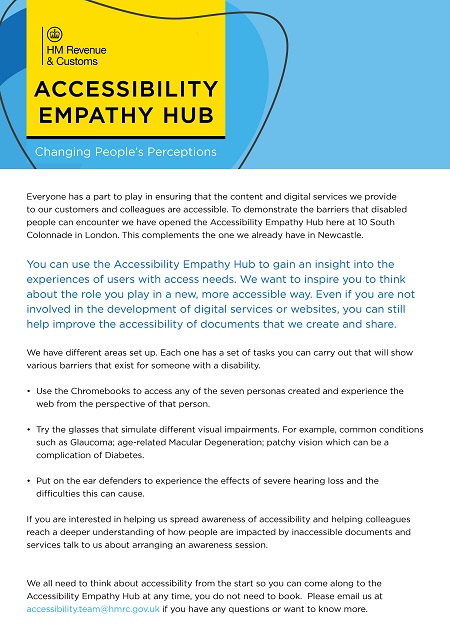 HM Revenue
& Customs
ACCESSIBILITY
EMPATHY HUB
Changing People's Perceptions
Everyone has a part to play in ensuring that the content and digital services we provide
to our customers and colleagues are accessible. To demonstrate the barriers that disabled
people can encounter we have opened the Accessibility Empathy Hub here at 10 South
Colonnade in London. This complements the one we already have in Newcastle.
You can use the Accessibility Empathy Hub to gain an insight into the
experiences of users with access needs. We want to inspire you to think
about the role you play in a new, more accessible way. Even if you are not
involved in the development of digital services or websites, you can still
help improve the accessibility of documents that we create and share.
We have different areas set up. Each one has a set of tasks you can carry out that will show
various barriers that exist for someone with a disability.
• Use the Chromebooks to access any of the seven personas created and experience the
web from the perspective of that person.
• Try the glasses that simulate different visual impairments. For example, common conditions
such as Glaucoma; age-related Macular Degeneration; patchy vision which can be a
complication of Diabetes.
• Put on the ear defenders to experience the effects of severe hearing loss and the
difficulties this can cause.
If you are interested in helping us spread awareness of accessibility and helping colleagues
reach a deeper understanding of how people are impacted by inaccessible documents and
services talk to us about arranging an awareness session.
We all need to think about accessibility from the start so you can come along to the
Accessibility Empathy Hub at any time, you do not need to book. Please email us at
accessibility.team@hmrc.gov.uk if you have any questions or want to know more.